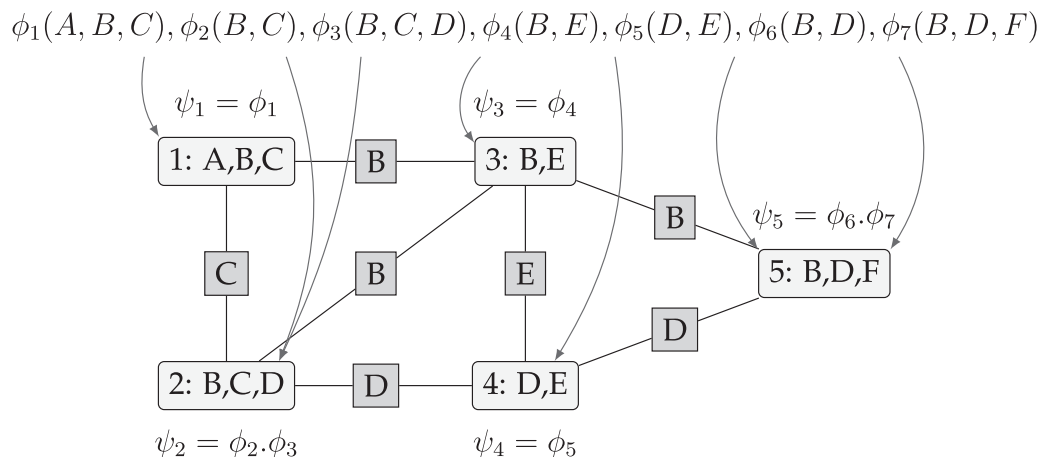 ϕ₁(A, B, C), ϕ₂(B, C), ϕ₃(B, C, D), ϕ₄(B, E), ϕ₅(D, E), ϕ₆(B, D), ϕ₇(B, D, F)
ψ₁ = ϕ₁
ψ₃ = ϕ₄
1: A,B,C
B
3: B,E
B
ψ₅ = ϕ₆.ϕ₇
C
B
E
5: B,D,F
D
2: B,C,D
D
4: D,E
ψ₂ = ϕ₂.ϕ₃
ψ₄ = ϕ₅